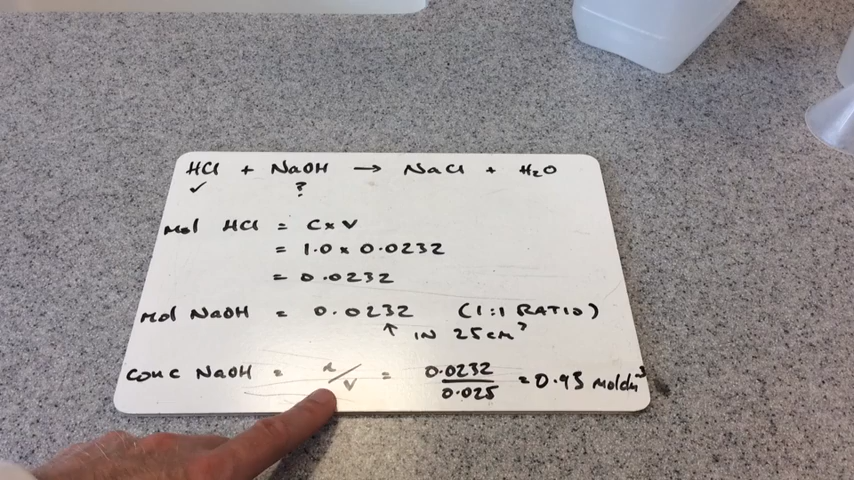 HCl + NaOH → NaCl + H₂O
✓ ?
Mol HCl = C x V
= 1.0 x 0.0232
= 0.0232
Mol NaOH = 0.0232 (1:1 RATIO)
↑ IN 25cm³
CONC NaOH = n/V = 0.0232/0.025 = 0.93 moldm⁻³